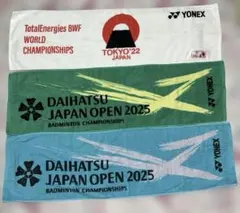 TotalEnergies BWF
WORLD
CHAMPIONSHIPS
TOKYO'22
JAPAN
YONEX
DAIHATSU
JAPAN OPEN 2025
BADMINTON CHAMPIONSHIPS
YONEX
DAIHATSU
JAPAN OPEN 2025
BADMINTON CHAMPIONSHIPS
YONEX